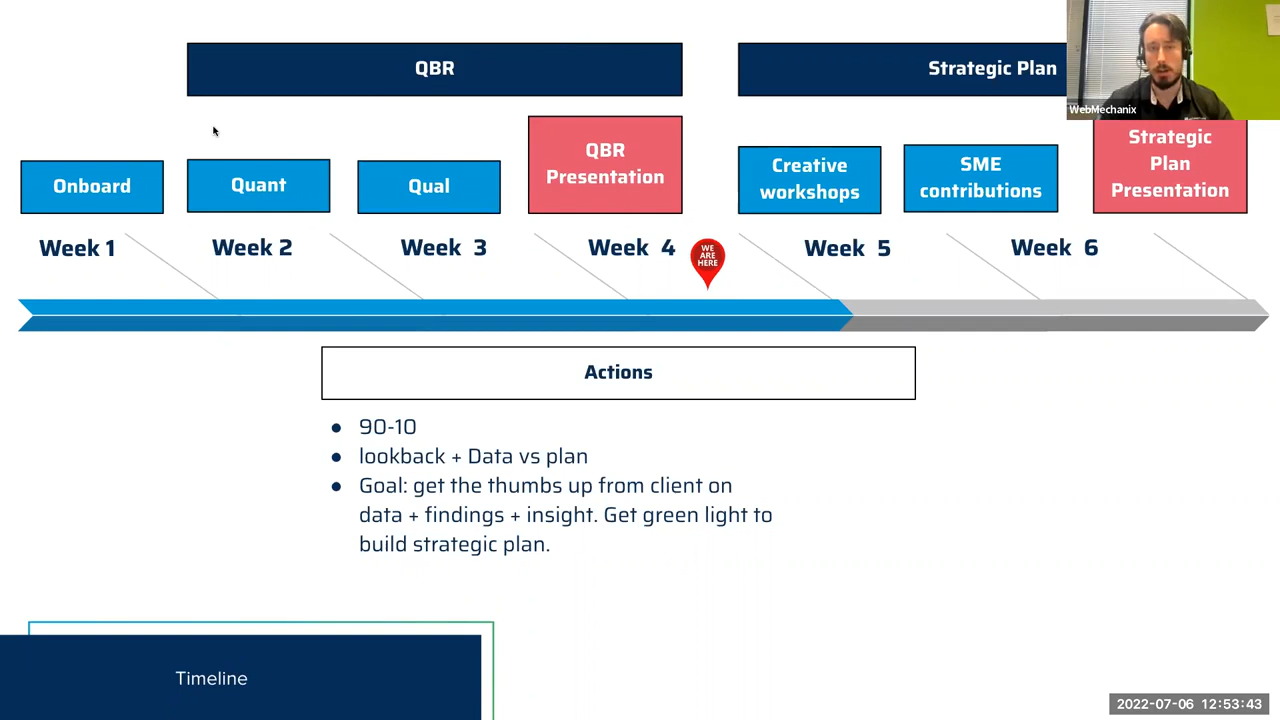 QBR
Strategic Plan
WebMechanix
Onboard
Quant
Qual
QBR
Presentation
Creative
workshops
SME
contributions
Strategic
Plan
Presentation
Week 1
Week 2
Week 3
Week 4
WE
ARE
HERE
Week 5
Week 6
Actions
● 90-10
● lookback + Data vs plan
● Goal: get the thumbs up from client on
data + findings + insight. Get green light to
build strategic plan.
Timeline
2022-07-06 12:53:43